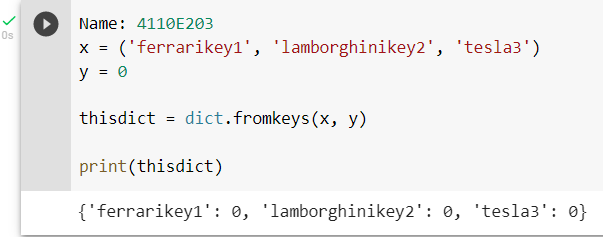 0s
Name: 4110E203
x = ('ferrarikey1', 'lamborghinikey2', 'tesla3')
y = 0
thisdict = dict.fromkeys(x, y)
print(thisdict)
{'ferrarikey1': 0, 'lamborghinikey2': 0, 'tesla3': 0}